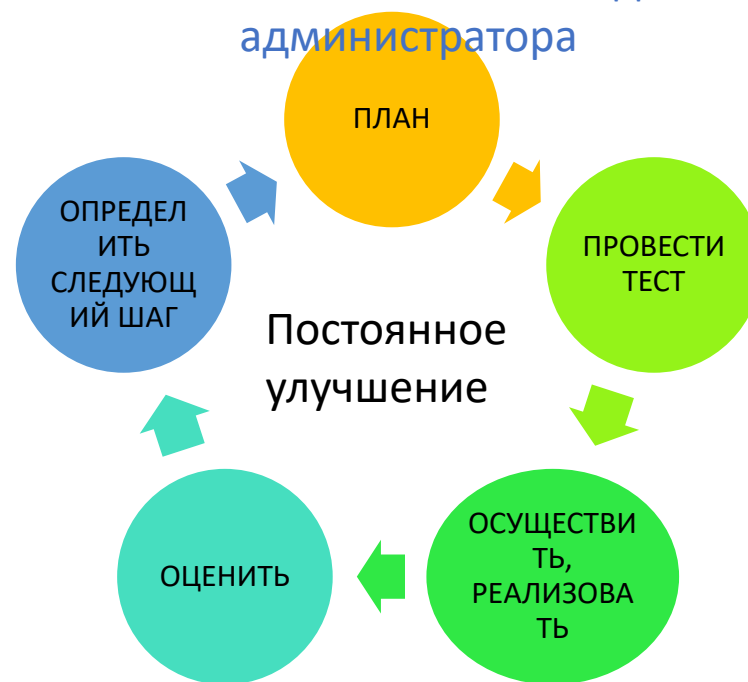 администратора
ПЛАН
ПРОВЕСТИ
ТЕСТ
ОСУЩЕСТВИ
ТЬ,
РЕАЛИЗОВА
ТЬ
ОЦЕНИТЬ
ОПРЕДЕЛ
ИТЬ
СЛЕДУЮЩ
ИЙ ШАГ
Постоянное
улучшение